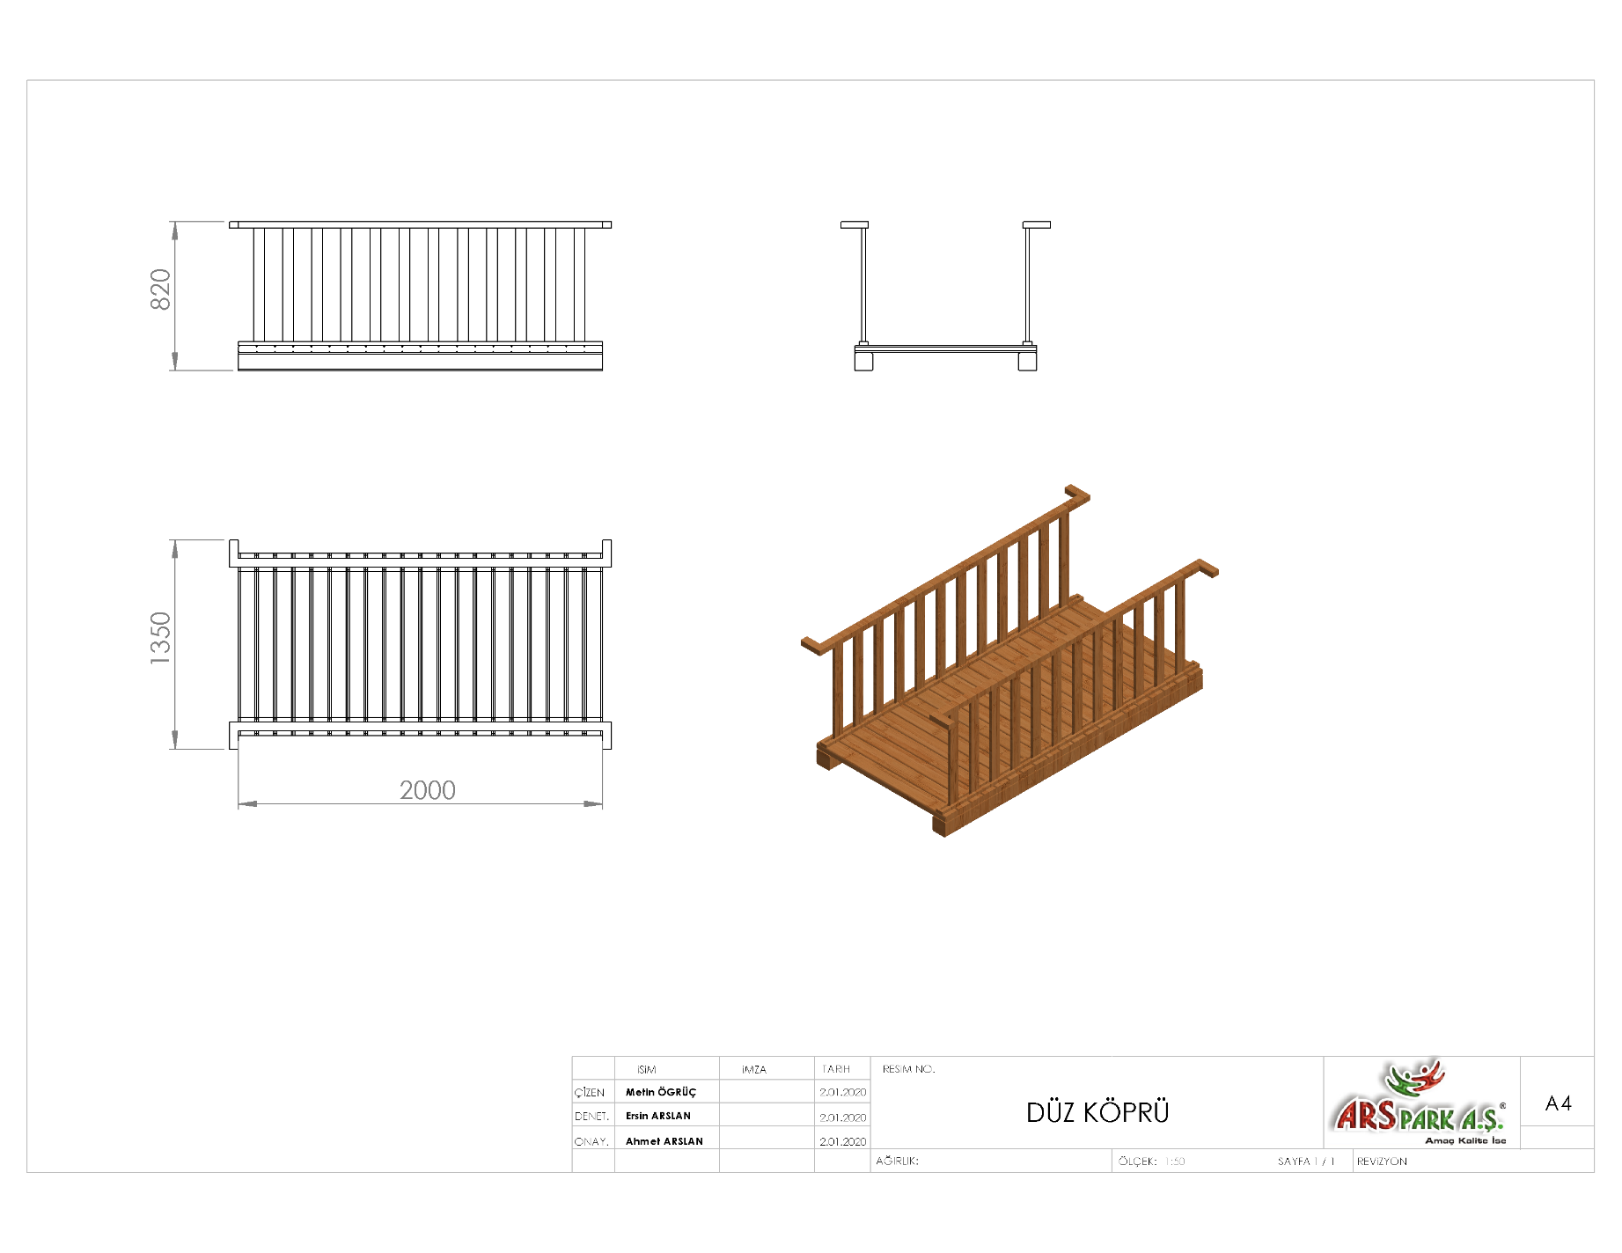 820
1350
2000
İSİM İMZA TARİH RESİM NO.
ÇİZEN Metin ÖGRÜÇ 2.01.2020
DENET. Ersin ARSLAN 2.01.2020
ONAY. Ahmet ARSLAN 2.01.2020
DÜZ KÖPRÜ
ARSPARK A.Ş.®
Amaç Kalite İse
A4
AĞIRLIK: ÖLÇEK: 1:50 SAYFA 1 / 1 REVİZYON